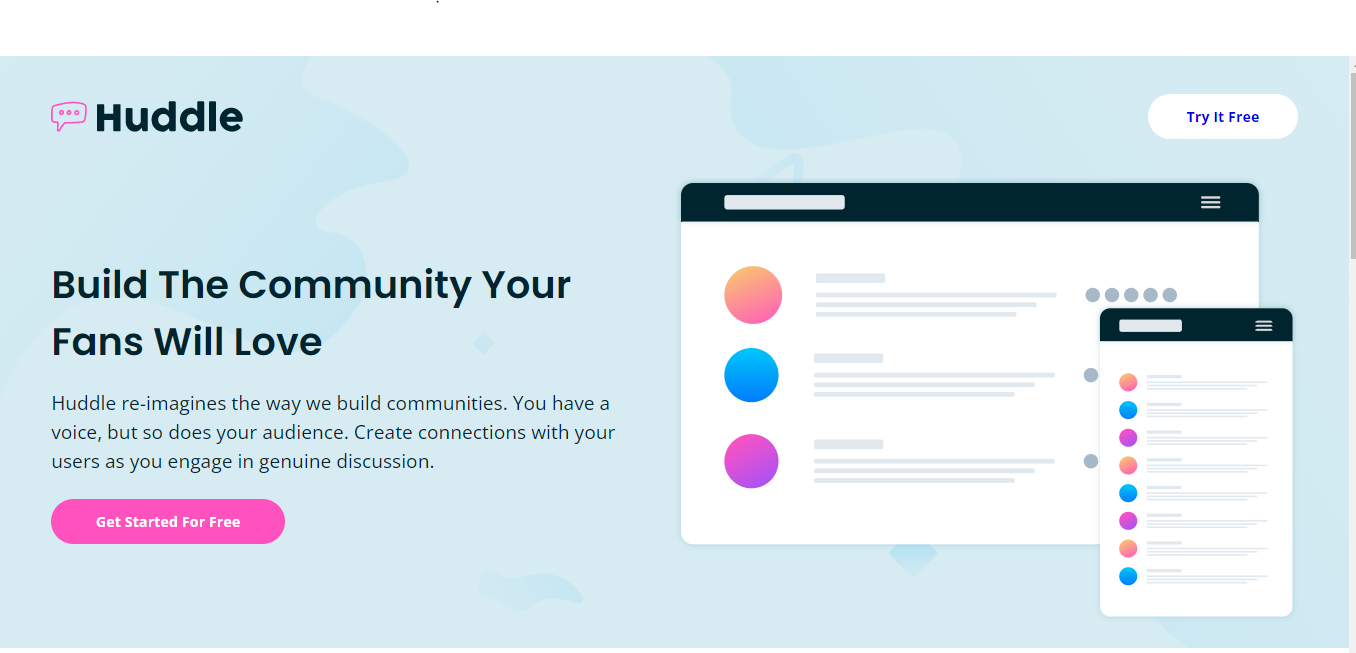 Huddle
Try It Free
Build The Community Your
Fans Will Love
Huddle re-imagines the way we build communities. You have a
voice, but so does your audience. Create connections with your
users as you engage in genuine discussion.
Get Started For Free